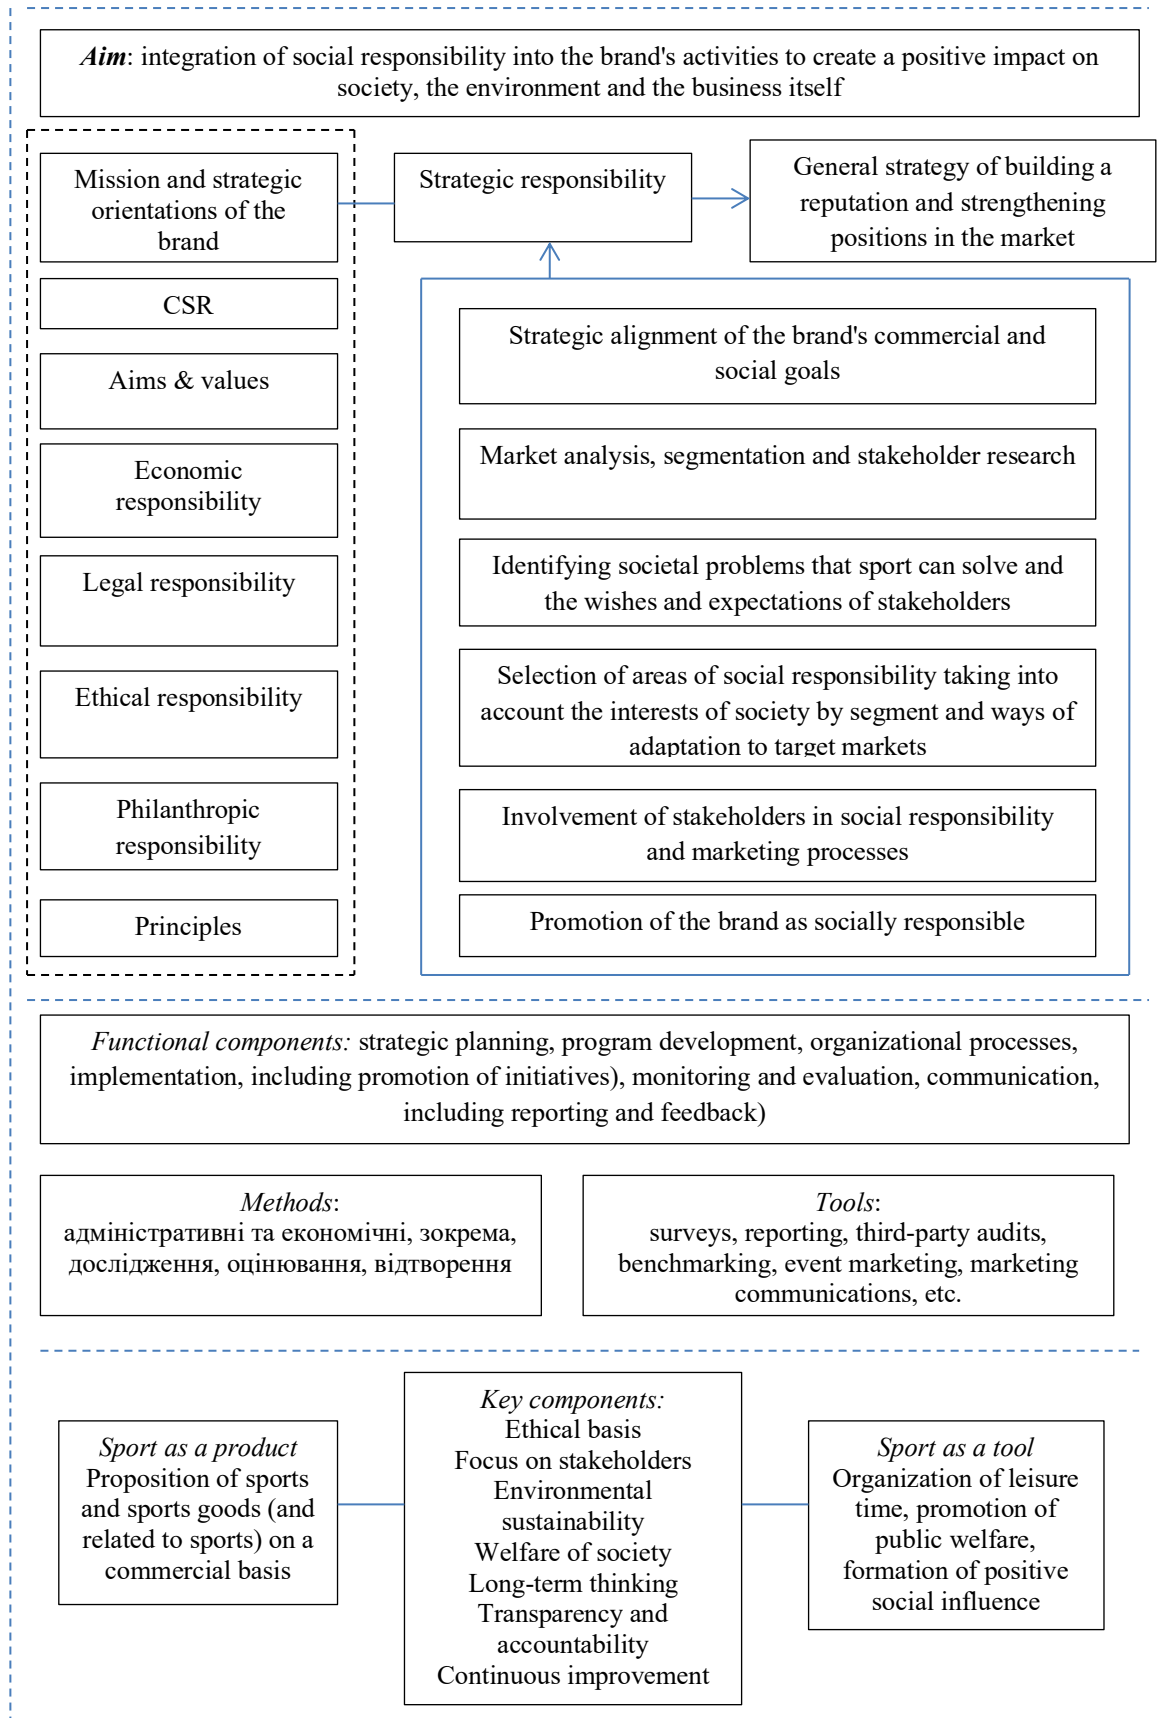 Aim: integration of social responsibility into the brand's activities to create a positive impact on
society, the environment and the business itself
Mission and strategic
orientations of the
brand
Strategic responsibility
General strategy of building a
reputation and strengthening
positions in the market
CSR
Aims & values
Economic
responsibility
Legal responsibility
Ethical responsibility
Philanthropic
responsibility
Principles
Strategic alignment of the brand's commercial and
social goals
Market analysis, segmentation and stakeholder research
Identifying societal problems that sport can solve and
the wishes and expectations of stakeholders
Selection of areas of social responsibility taking into
account the interests of society by segment and ways of
adaptation to target markets
Involvement of stakeholders in social responsibility
and marketing processes
Promotion of the brand as socially responsible
Functional components: strategic planning, program development, organizational processes,
implementation, including promotion of initiatives), monitoring and evaluation, communication,
including reporting and feedback)
Methods:
адміністративні та економічні, зокрема,
дослідження, оцінювання, відтворення
Tools:
surveys, reporting, third-party audits,
benchmarking, event marketing, marketing
communications, etc.
Sport as a product
Proposition of sports
and sports goods (and
related to sports) on a
commercial basis
Key components:
Ethical basis
Focus on stakeholders
Environmental
sustainability
Welfare of society
Long-term thinking
Transparency and
accountability
Continuous improvement
Sport as a tool
Organization of leisure
time, promotion of
public welfare,
formation of positive
social influence